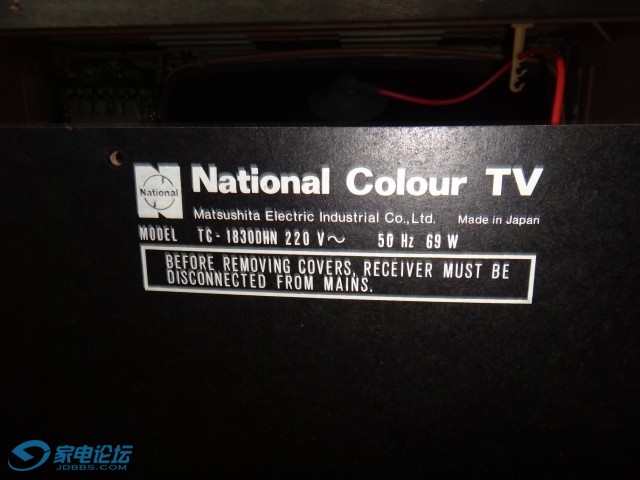 National
National Colour TV
Matsushita Electric Industrial Co., Ltd. Made in Japan
MODEL TC-1830DHN 220 V~ 50 Hz 69 W
BEFORE REMOVING COVERS, RECEIVER MUST BE
DISCONNECTED FROM MAINS.
家电论坛
JDBBS.COM